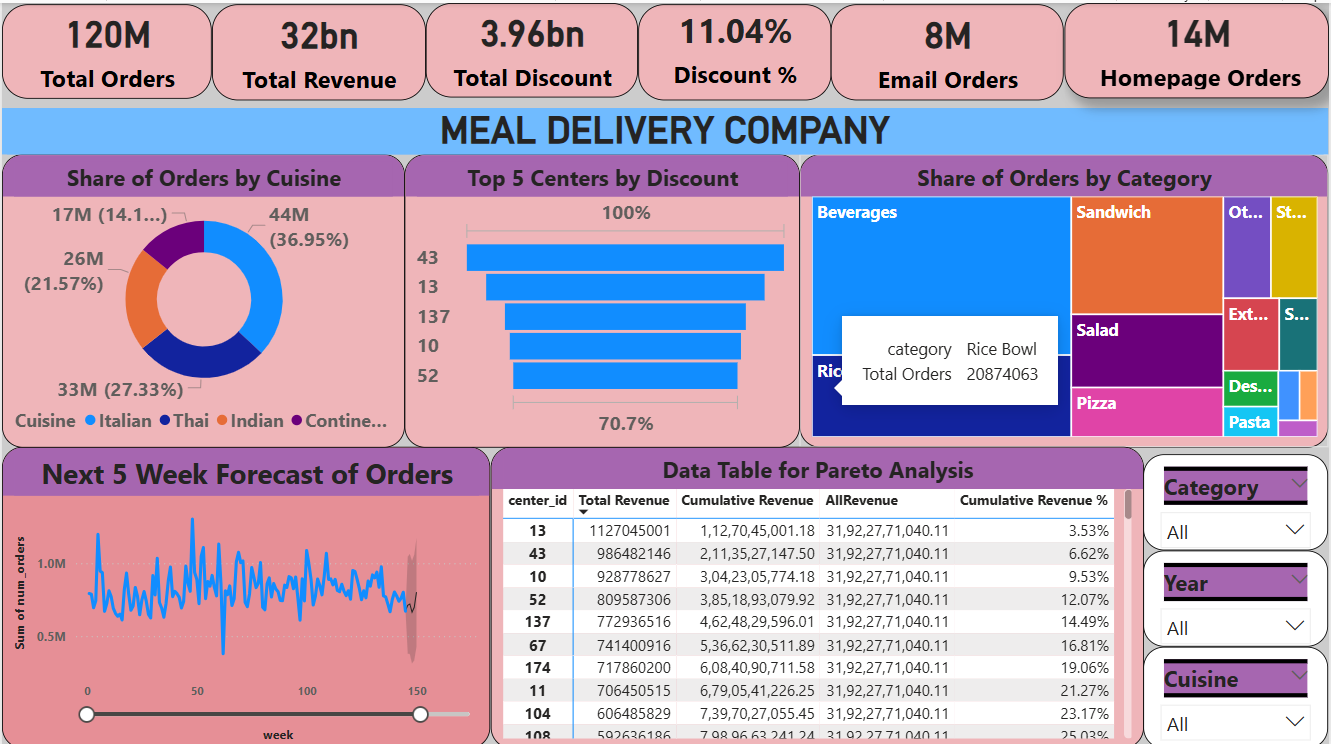 120M
Total Orders
32bn
Total Revenue
3.96bn
Total Discount
11.04%
Discount %
8M
Email Orders
14M
Homepage Orders
MEAL DELIVERY COMPANY
Share of Orders by Cuisine
17M (14.1...)
44M
(36.95%)
26M
(21.57%)
33M (27.33%)
Cuisine Italian Thai Indian Contine...
Top 5 Centers by Discount
100%
43
13
137
10
52
70.7%
Share of Orders by Category
Beverages
Sandwich
Ot...
St...
Salad
Ext...
S...
Ric
category Rice Bowl
Total Orders 20874063
Pizza
Des...
Pasta
Next 5 Week Forecast of Orders
Sum of num_orders
1.0M
0.5M
0 50 100 150
week
Data Table for Pareto Analysis
center_id Total Revenue Cumulative Revenue AllRevenue Cumulative Revenue %
13 1127045001 1,12,70,45,001.18 31,92,27,71,040.11 3.53%
43 986482146 2,11,35,27,147.50 31,92,27,71,040.11 6.62%
10 928778627 3,04,23,05,774.18 31,92,27,71,040.11 9.53%
52 809587306 3,85,18,93,079.92 31,92,27,71,040.11 12.07%
137 772936516 4,62,48,29,596.01 31,92,27,71,040.11 14.49%
67 741400916 5,36,62,30,511.89 31,92,27,71,040.11 16.81%
174 717860200 6,08,40,90,711.58 31,92,27,71,040.11 19.06%
11 706450515 6,79,05,41,226.25 31,92,27,71,040.11 21.27%
104 606485829 7,39,70,27,055.45 31,92,27,71,040.11 23.17%
108 592636186 7,98,96,63,241.24 31,92,27,71,040.11 25.03%
Category
All
Year
All
Cuisine
All